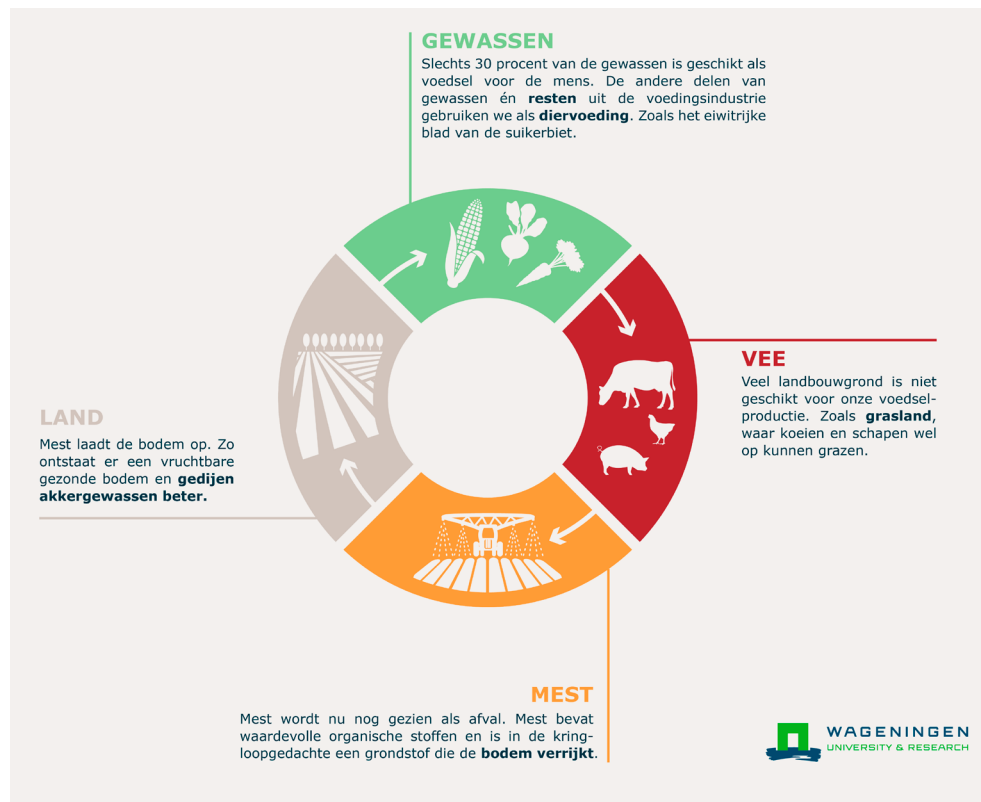 GEWASSEN
Slechts 30 procent van de gewassen is geschikt als
voedsel voor de mens. De andere delen van
gewassen én resten uit de voedingsindustrie
gebruiken we als diervoeding. Zoals het eiwitrijke
blad van de suikerbiet.
VEE
Veel landbouwgrond is niet
geschikt voor onze voedsel-
productie. Zoals grasland,
waar koeien en schapen wel
op kunnen grazen.
LAND
Mest laadt de bodem op. Zo
ontstaat er een vruchtbare
gezonde bodem en gedijen
akkergewassen beter.
MEST
Mest wordt nu nog gezien als afval. Mest bevat
waardevolle organische stoffen en is in de kring-
loopgedachte een grondstof die de bodem verrijkt.
WAGENINGEN
UNIVERSITY & RESEARCH